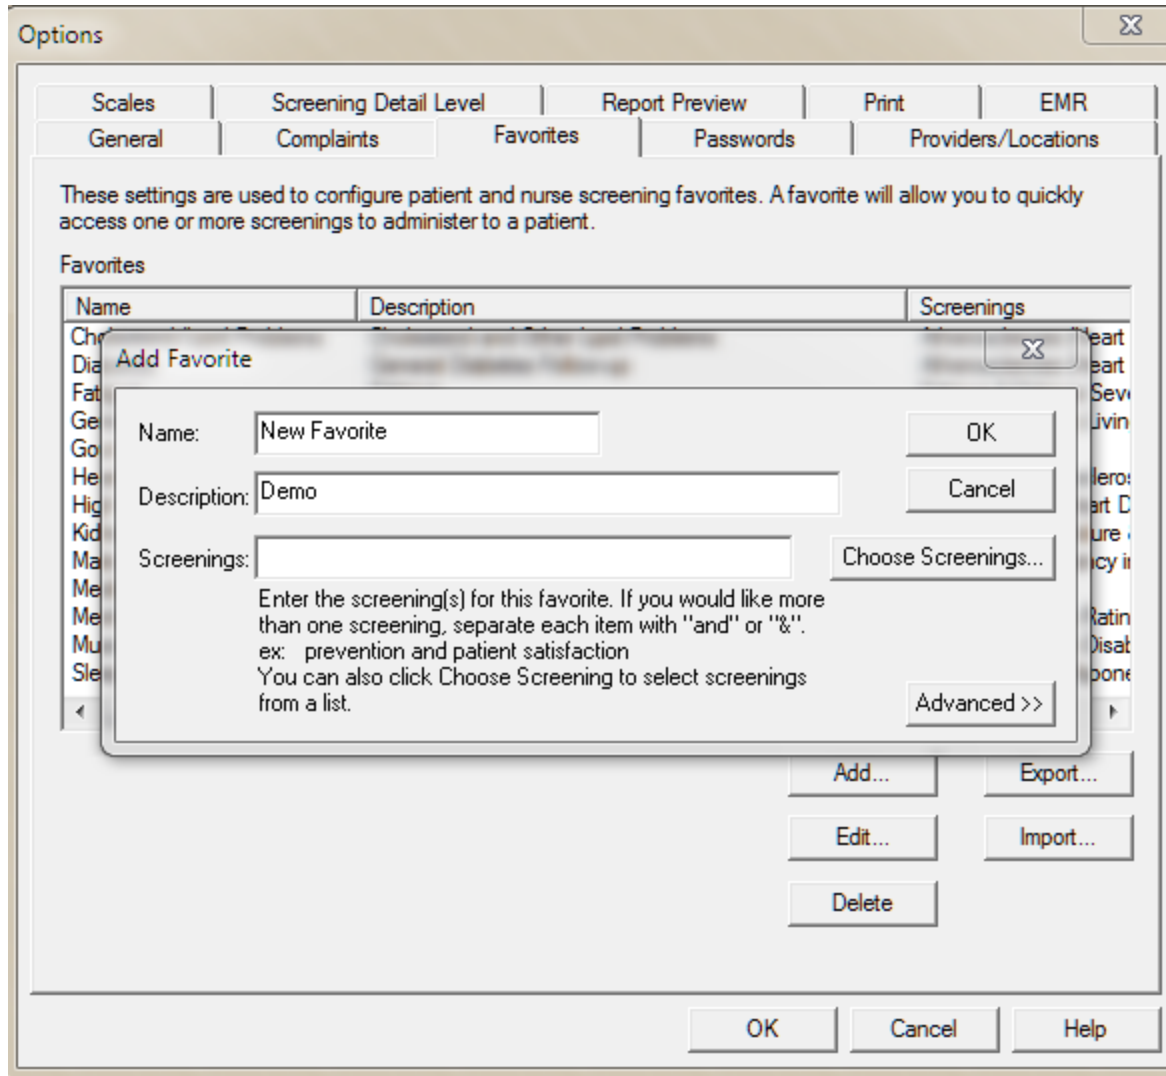 Options
Scales Screening Detail Level Report Preview Print EMR
General Complaints Favorites Passwords Providers/Locations
These settings are used to configure patient and nurse screening favorites. A favorite will allow you to quickly
access one or more screenings to administer to a patient.
Favorites
Name Description Screenings
Add Favorite
Name: New Favorite OK
Description: Demo Cancel
Screenings: Choose Screenings...
Enter the screening(s) for this favorite. If you would like more
than one screening, separate each item with "and" or "&".
ex: prevention and patient satisfaction
You can also click Choose Screening to select screenings
from a list.
Advanced >>
Add... Export...
Edit... Import...
Delete
OK Cancel Help